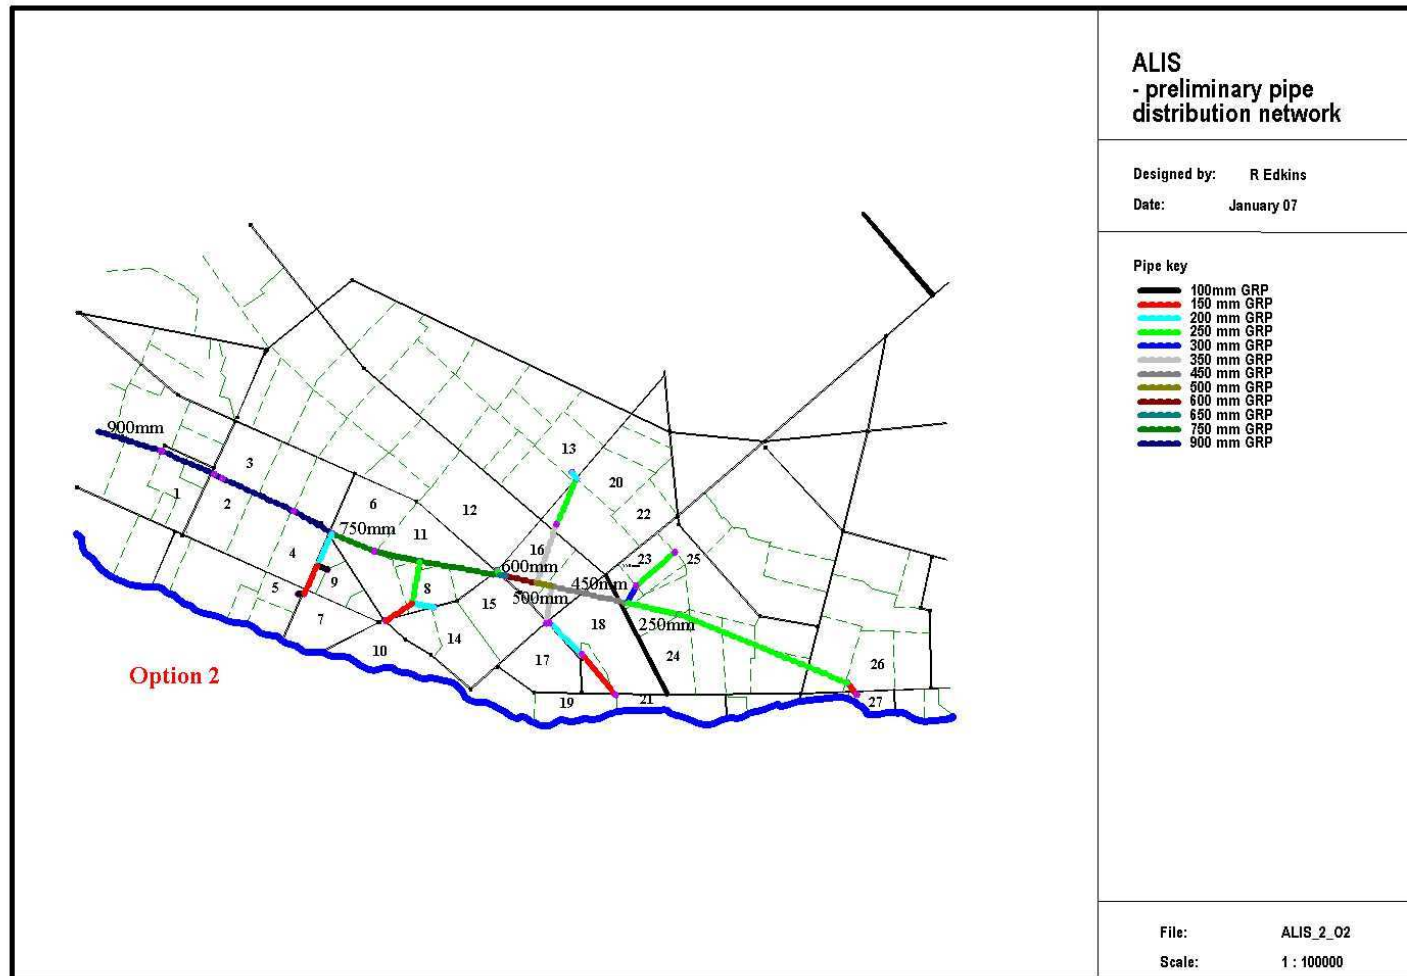 ALIS
- preliminary pipe
distribution network
Designed by: R Edkins
Date: January 07
Pipe key
100mm GRP
150 mm GRP
200 mm GRP
250 mm GRP
300 mm GRP
350 mm GRP
450 mm GRP
500 mm GRP
600 mm GRP
650 mm GRP
750 mm GRP
900 mm GRP
900mm
13
3
20
1
2
6
12
22
750mm
11
4
16
23
25
600mm
9
5
8
450mm
15
500mm
7
18
250mm
14
10
17
24
26
Option 2
19
21
27
File: ALIS_2_O2
Scale: 1 : 100000